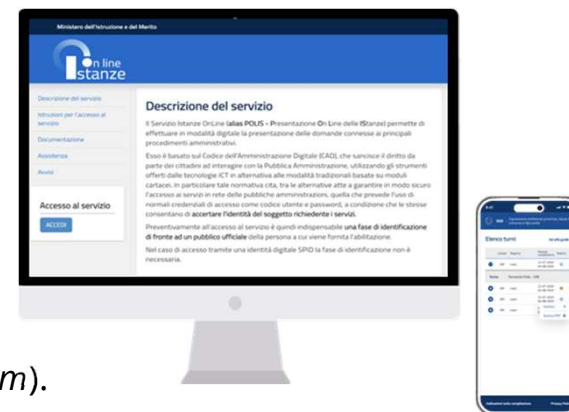 Ministero dell'Istruzione e del Merito
On line
Istanze
Descrizione del servizio
Istruzioni per l'accesso al
servizio
Documentazione
Assistenza
Avvisi
Accesso al servizio
ACCEDI
Descrizione del servizio
Il Servizio Istanze OnLine (alias POLIS - Presentazione On Line delle IStanze) permette di
effettuare in modalità digitale la presentazione delle domande connesse ai principali
procedimenti amministrativi.
Esso è basato sul Codice dell'Amministrazione Digitale (CAD), che sancisce il diritto da
parte dei cittadini ad interagire con la Pubblica Amministrazione, utilizzando gli strumenti
offerti dalle tecnologie ICT in alternativa alle modalità tradizionali basate su moduli
cartacei. In particolare tale normativa cita, tra le alternative atte a garantire in modo sicuro
l'accesso ai servizi in rete delle pubbliche amministrazioni, quella che prevede l'uso di
normali credenziali di accesso come codice utente e password, a condizione che le stesse
consentano di accertare l'identità del soggetto richiedente i servizi.
Preventivamente all'accesso al servizio è quindi indispensabile una fase di identificazione
di fronte ad un pubblico ufficiale della persona a cui viene fornita l'abilitazione.
Nel caso di accesso tramite una identità digitale SPID la fase di identificazione non è
necessaria.
Elenco turni
m).